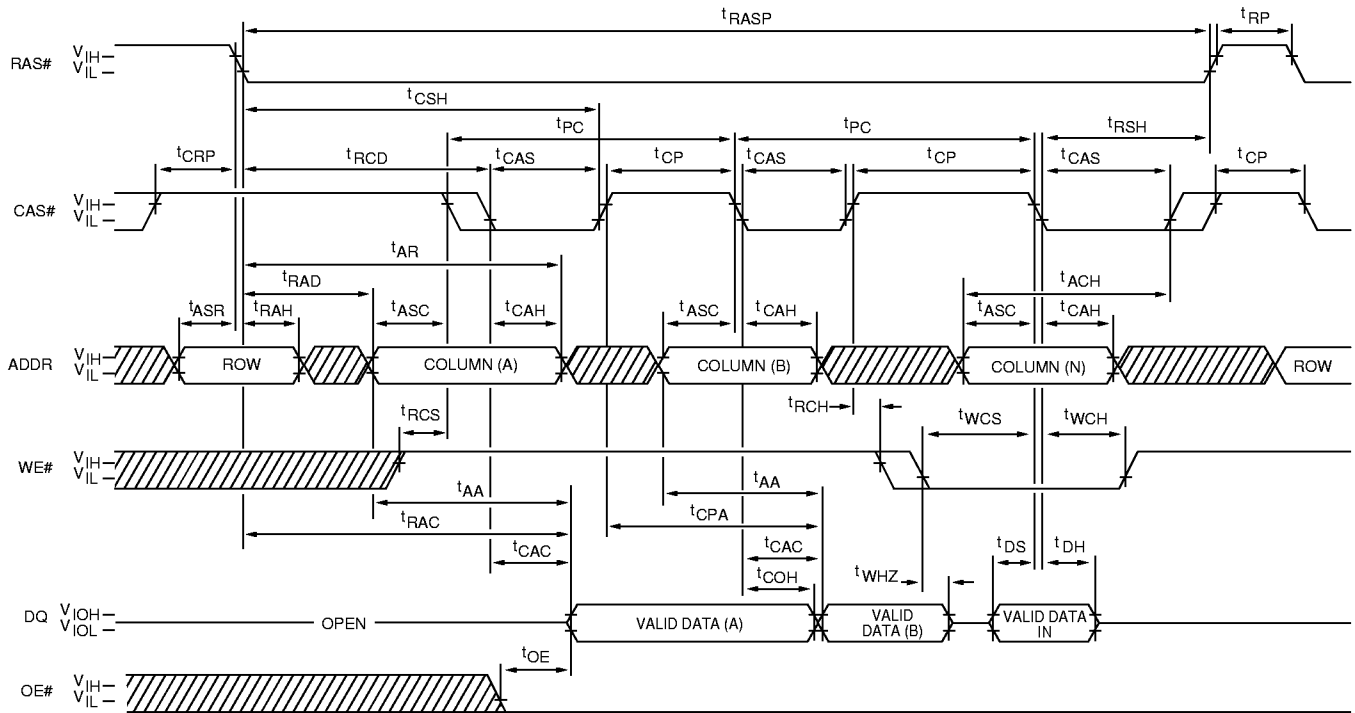 tRASP tRP
RAS# VIH
VIL
tCSH
tPC tPC tRSH
tCRP tRCD tCAS tCP tCAS tCP tCAS tCP
CAS# VIH
VIL
tAR
tRAD tACH
tASR tRAH tASC tCAH tASC tCAH tASC tCAH
ADDR VIH
VIL
ROW COLUMN (A) COLUMN (B) COLUMN (N) ROW
tRCS tRCH tWCS tWCH
WE# VIH
VIL
tAA tAA
tRAC tCPA
tCAC tCAC
tCOH tWHZ tDS tDH
DQ VIOH
VIOL
OPEN VALID DATA (A) VALID
DATA (B) VALID DATA
IN
tOE
OE# VIH
VIL